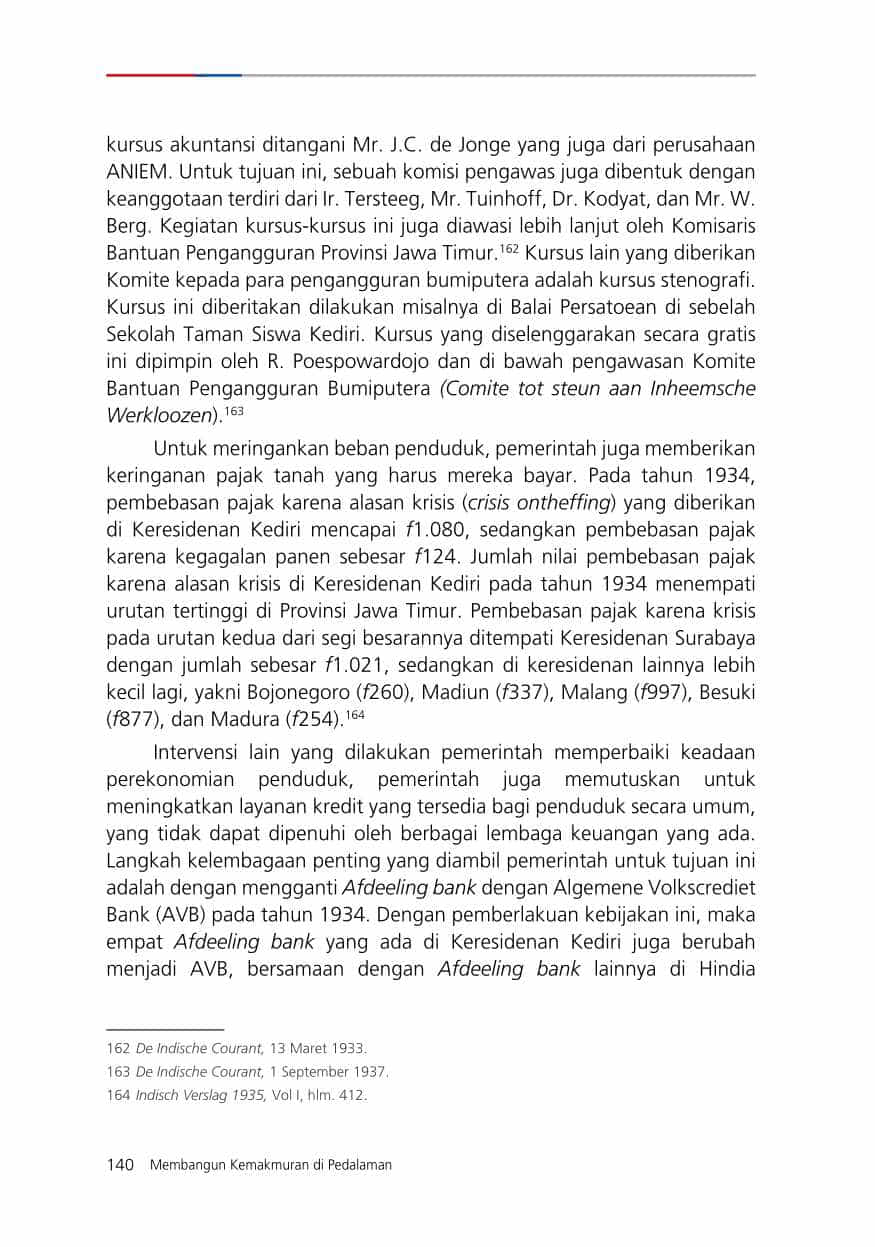 kursus akuntansi ditangani Mr. J.C. de Jonge yang juga dari perusahaan
ANIEM. Untuk tujuan ini, sebuah komisi pengawas juga dibentuk dengan
keanggotaan terdiri dari Ir. Tersteeg, Mr. Tuinhoff, Dr. Kodyat, dan Mr. W.
Berg. Kegiatan kursus-kursus ini juga diawasi lebih lanjut oleh Komisaris
Bantuan Pengangguran Provinsi Jawa Timur.162 Kursus lain yang diberikan
Komite kepada para pengangguran bumiputera adalah kursus stenografi.
Kursus ini diberitakan dilakukan misalnya di Balai Persatoean di sebelah
Sekolah Taman Siswa Kediri. Kursus yang diselenggarakan secara gratis
ini dipimpin oleh R. Poespowardojo dan di bawah pengawasan Komite
Bantuan Pengangguran Bumiputera (Comite tot steun aan Inheemsche
Werkloozen).163
Untuk meringankan beban penduduk, pemerintah juga memberikan
keringanan pajak tanah yang harus mereka bayar. Pada tahun 1934,
pembebasan pajak karena alasan krisis (crisis ontheffing) yang diberikan
di Keresidenan Kediri mencapai f1.080, sedangkan pembebasan pajak
karena kegagalan panen sebesar f124. Jumlah nilai pembebasan pajak
karena alasan krisis di Keresidenan Kediri pada tahun 1934 menempati
urutan tertinggi di Provinsi Jawa Timur. Pembebasan pajak karena krisis
pada urutan kedua dari segi besarannya ditempati Keresidenan Surabaya
dengan jumlah sebesar f1.021, sedangkan di keresidenan lainnya lebih
kecil lagi, yakni Bojonegoro (f260), Madiun (f337), Malang (f997), Besuki
(f877), dan Madura (f254).164
Intervensi lain yang dilakukan pemerintah memperbaiki keadaan
perekonomian penduduk, pemerintah juga memutuskan untuk
meningkatkan layanan kredit yang tersedia bagi penduduk secara umum,
yang tidak dapat dipenuhi oleh berbagai lembaga keuangan yang ada.
Langkah kelembagaan penting yang diambil pemerintah untuk tujuan ini
adalah dengan mengganti Afdeeling bank dengan Algemene Volkscrediet
Bank (AVB) pada tahun 1934. Dengan pemberlakuan kebijakan ini, maka
empat Afdeeling bank yang ada di Keresidenan Kediri juga berubah
menjadi AVB, bersamaan dengan Afdeeling bank lainnya di Hindia
162 De Indische Courant, 13 Maret 1933.
163 De Indische Courant, 1 September 1937.
164 Indisch Verslag 1935, Vol I, hlm. 412.
140 Membangun Kemakmuran di Pedalaman